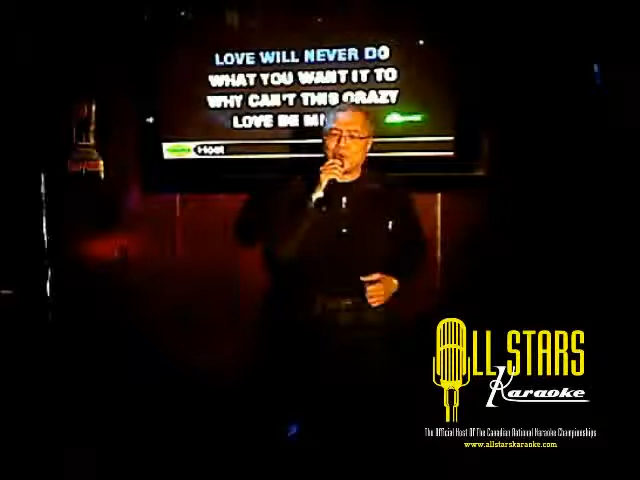 LOVE WILL NEVER DO
WHAT YOU WANT IT TO
WHY CAN'T THIS CRAZY
LOVE BE
Host
ALL STARS
Karaoke
The Official Host Of The Canadian National Karaoke Championships
www.allstarskaraoke.com